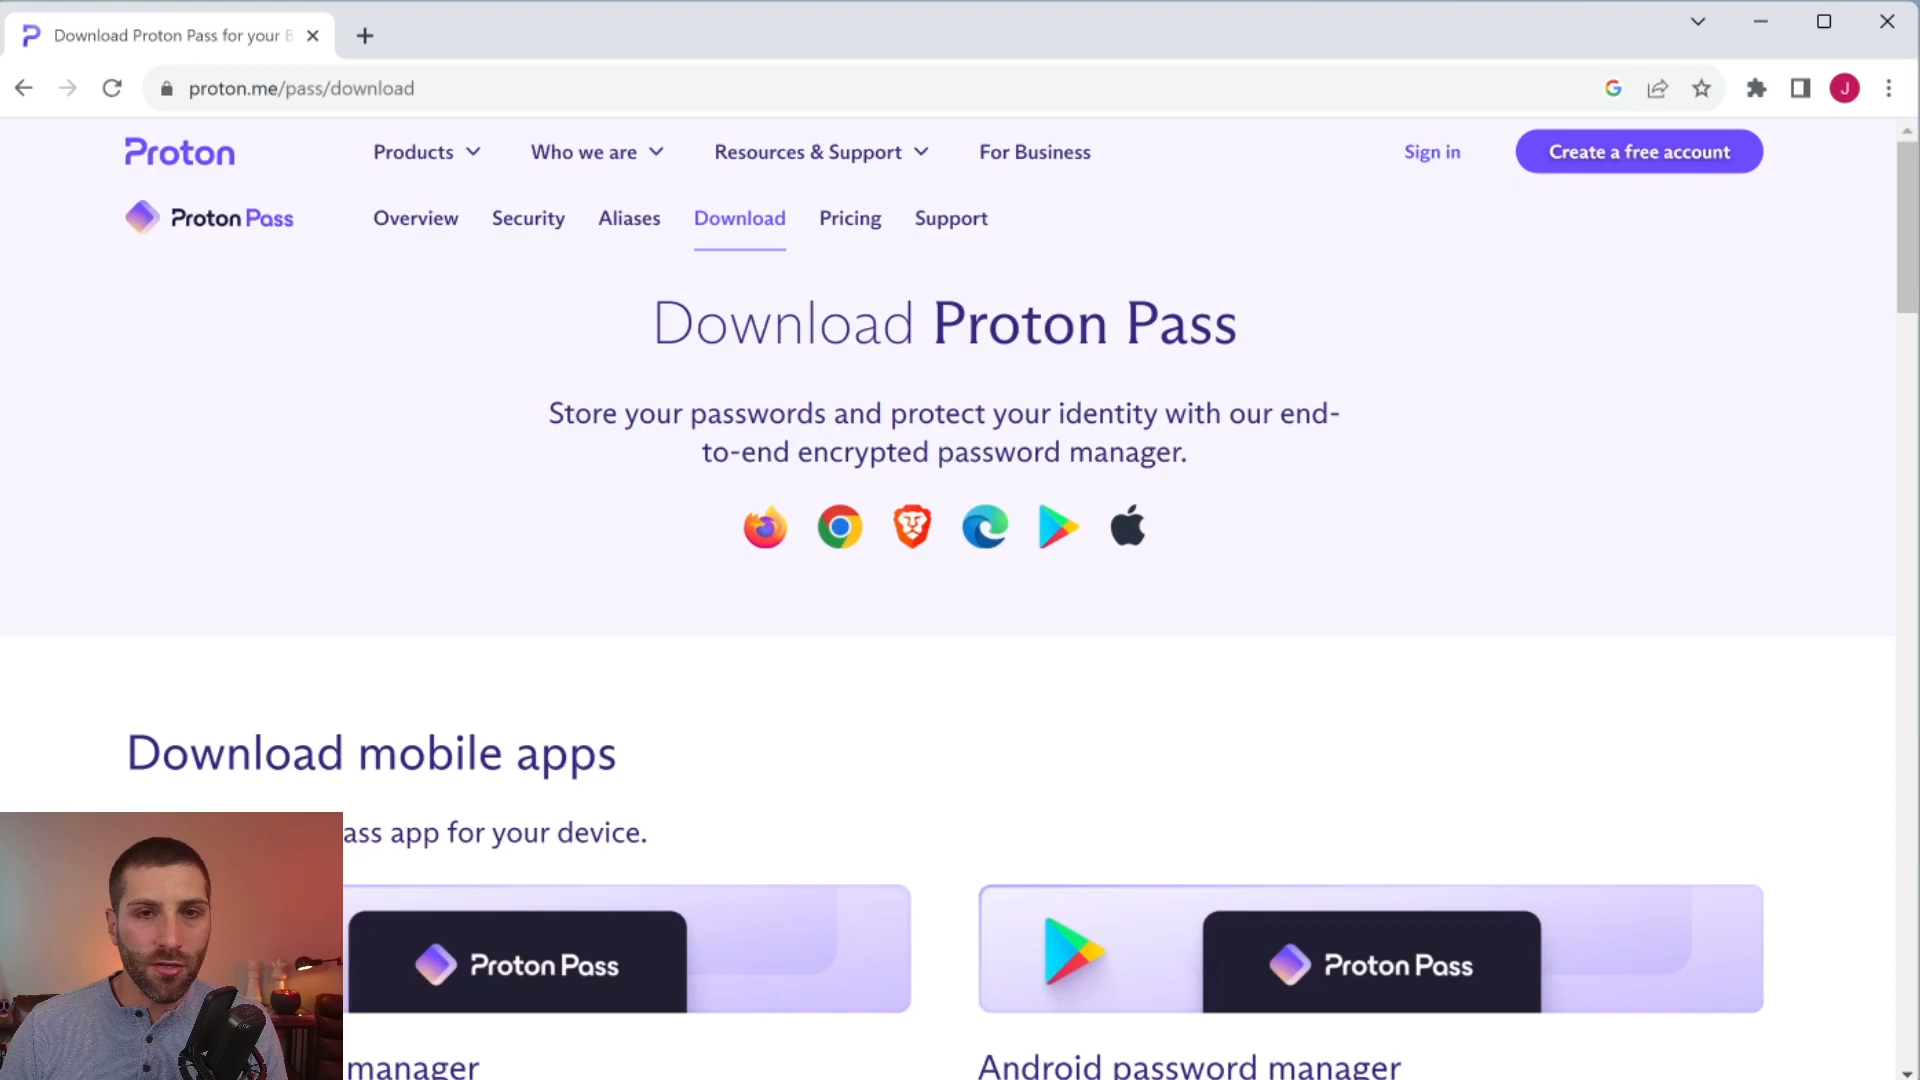 Download Proton Pass for your B
proton.me/pass/download
J
Proton
Products
Who we are
Resources & Support
For Business
Sign in
Create a free account
Proton Pass
Overview
Security
Aliases
Download
Pricing
Support
Download Proton Pass
Store your passwords and protect your identity with our end-
to-end encrypted password manager.
Download mobile apps
ass app for your device.
Proton Pass
Proton Pass
manager
Android password manager